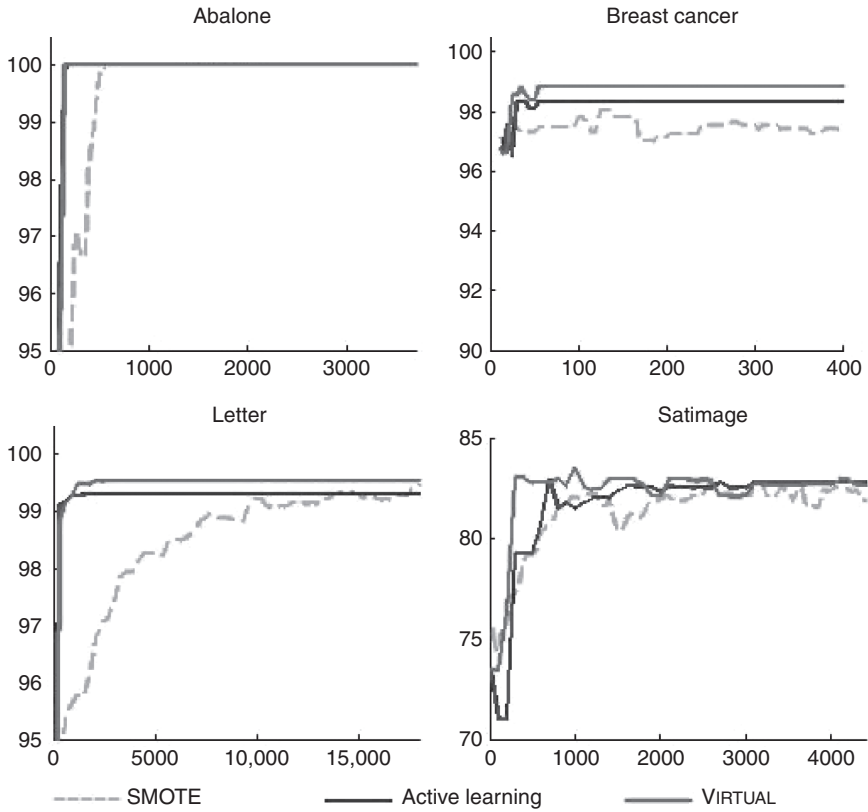 Abalone
100
99
98
97
96
95
0 1000 2000 3000
Breast cancer
100
98
96
94
92
90
0 100 200 300 400
Letter
100
99
98
97
96
95
0 5000 10,000 15,000
Satimage
85
80
75
70
0 1000 2000 3000 4000
SMOTE Active learning VIRTUAL